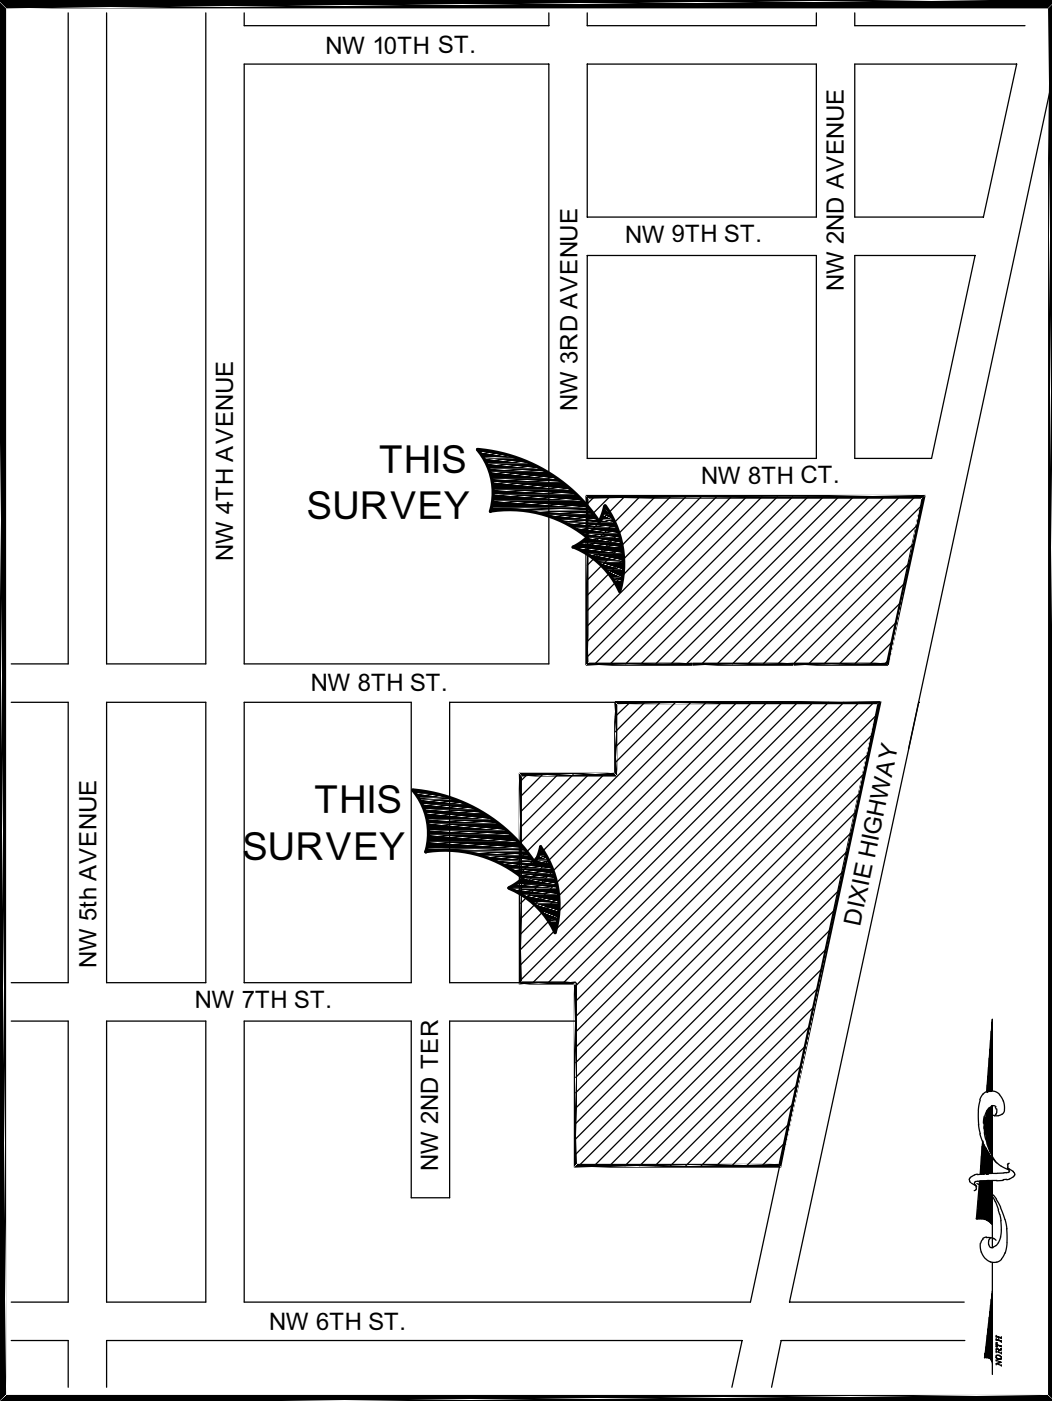 NW 10TH ST.
NW 2ND AVENUE
NW 3RD AVENUE
NW 9TH ST.
NW 4TH AVENUE
THIS
SURVEY
NW 8TH CT.
NW 8TH ST.
DIXIE HIGHWAY
NW 5th AVENUE
THIS
SURVEY
NW 7TH ST.
NW 2ND TER
NW 6TH ST.
NORTH